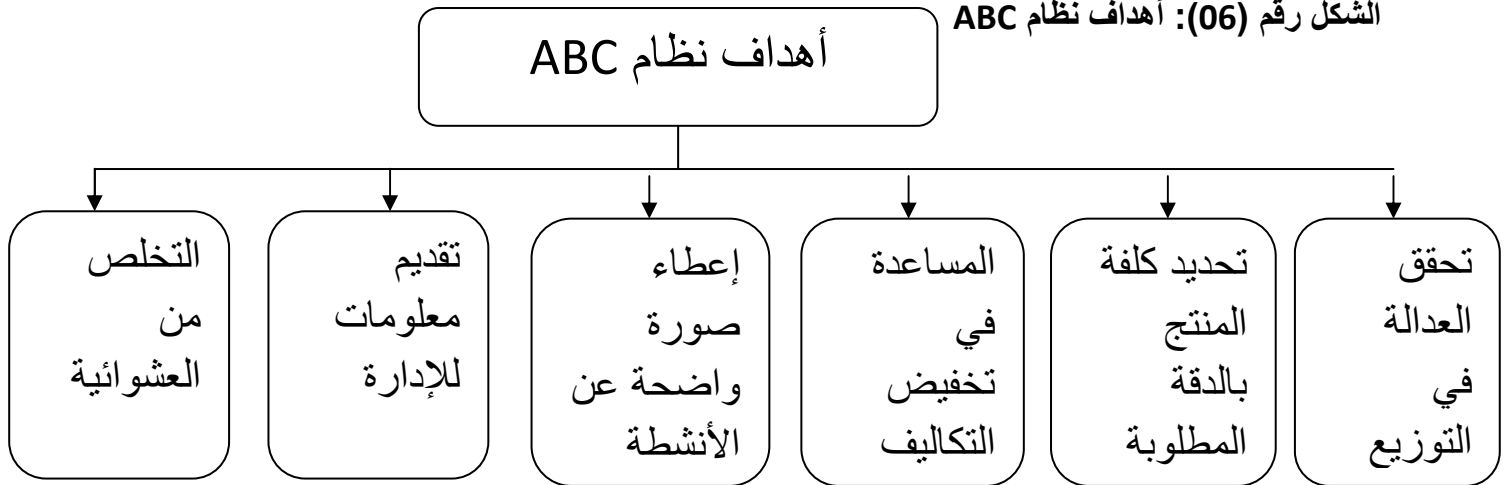 الشكل رقم (06): أهداف نظام ABC
أهداف نظام ABC
تحقق
العدالة
في
التوزيع
تحديد كلفة
المنتج
بالدقة
المطلوبة
المساعدة
في
تخفيض
التكاليف
إعطاء
صورة
واضحة عن
الأنشطة
تقديم
معلومات
للإدارة
التخلص
من
العشوائية